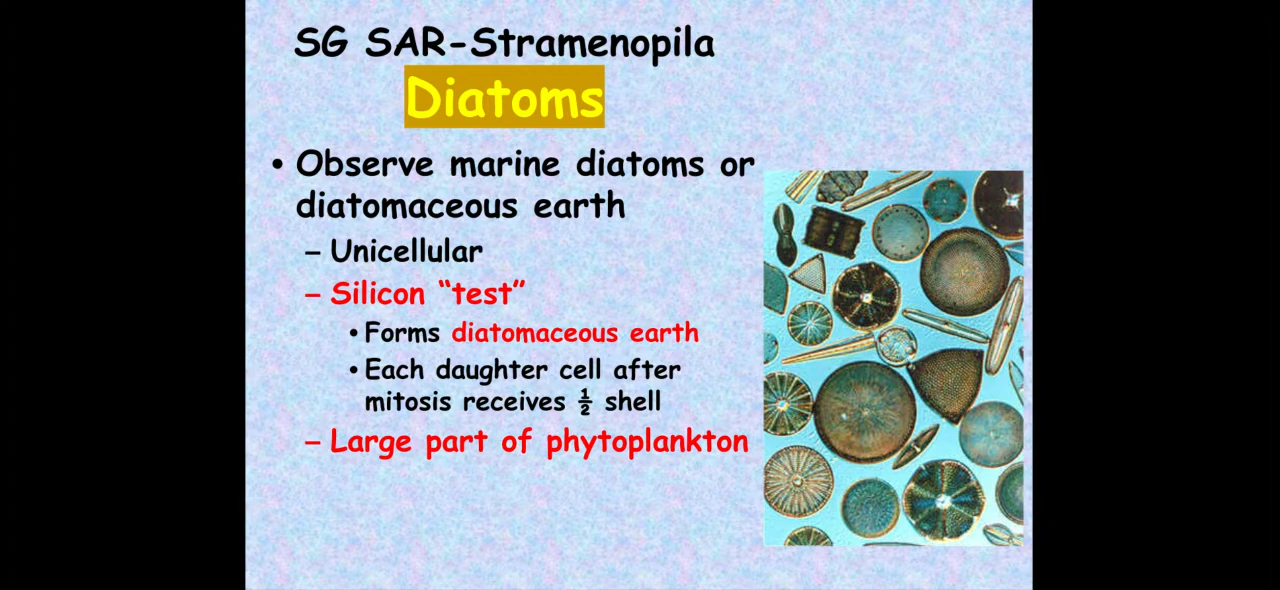 SG SAR-Stramenopila
Diatoms
• Observe marine diatoms or
diatomaceous earth
– Unicellular
– Silicon “test”
• Forms diatomaceous earth
• Each daughter cell after
mitosis receives ½ shell
– Large part of phytoplankton